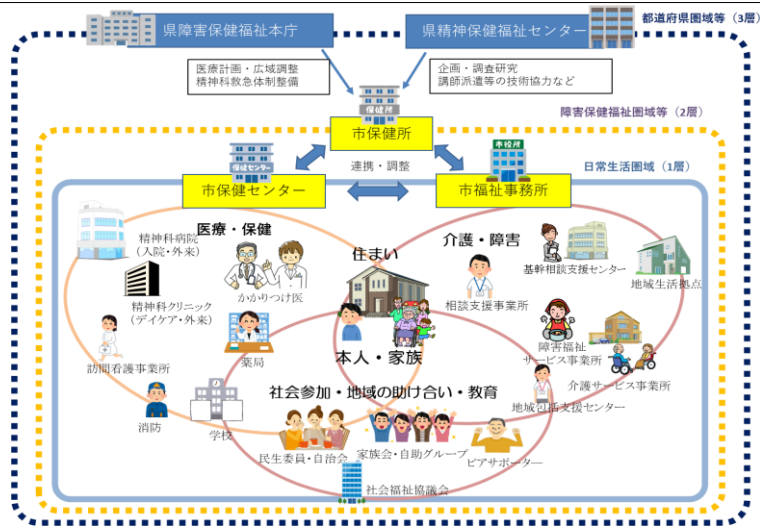 県障害保健福祉本庁
県精神保健福祉センター
都道府県圏域等（3層）
医療計画・広域調整
精神科救急体制整備
企画・調査研究
講師派遣等の技術協力など
保健所
市保健所
障害保健福祉圏域等（2層）
保健センター
市役所
連携・調整
日常生活圏域（1層）
市保健センター
市福祉事務所
医療・保健
精神科病院
（入院・外来）
かかりつけ医
精神科クリニック
（デイケア・外来）
薬局
訪問看護事業所
消防
学校
住まい
本人・家族
介護・障害
相談支援事業所
基幹相談支援センター
地域生活拠点
障害福祉
サービス事業所
介護サービス事業所
地域包括支援センター
社会参加・地域の助け合い・教育
民生委員・自治会
家族会・自助グループ
ピアサポーター
社会福祉協議会